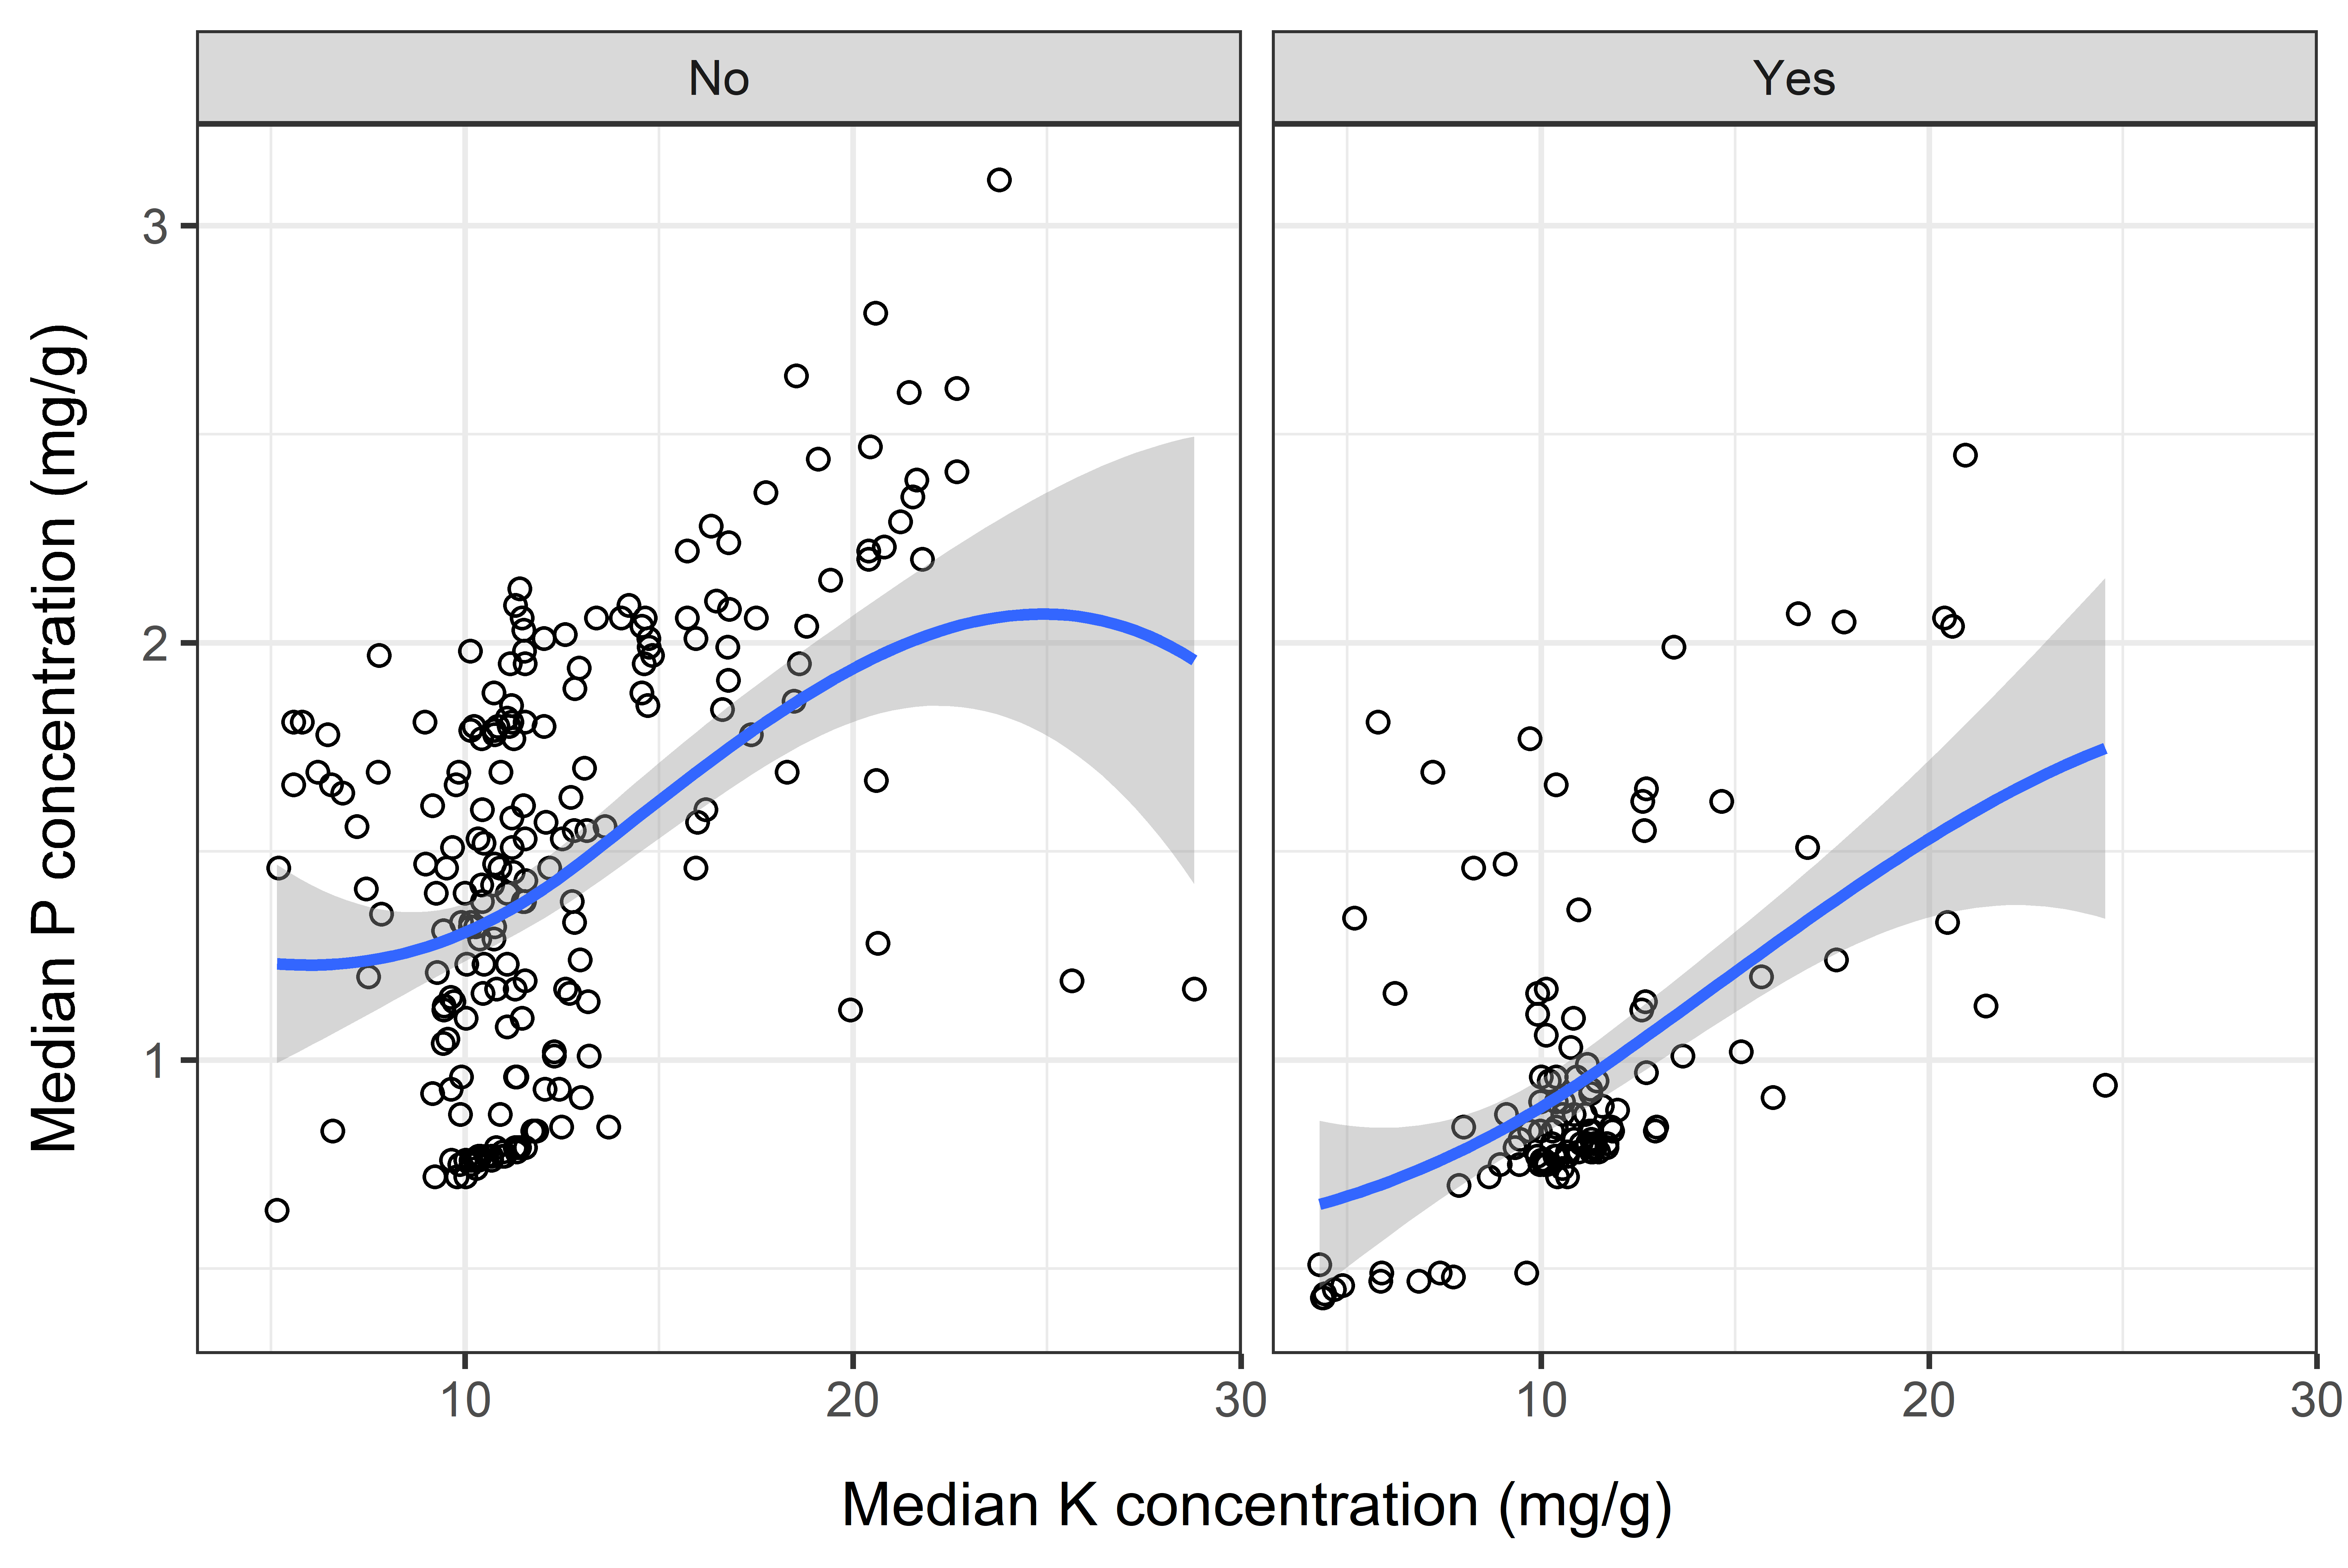 No
Yes
3
2
1
Median P concentration (mg/g)
10
20
30
10
20
30
Median K concentration (mg/g)